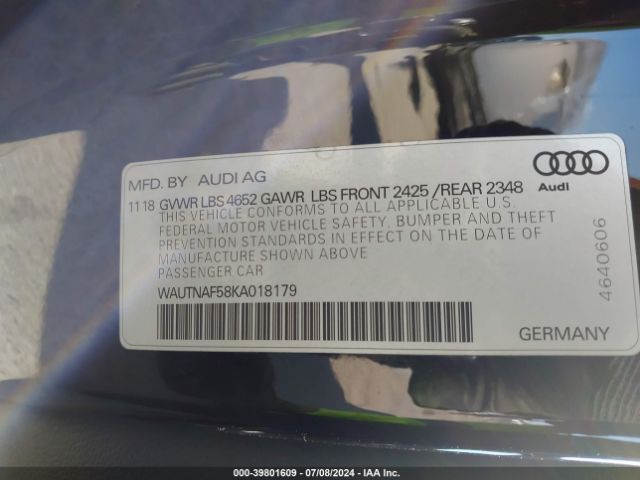 MFD. BY AUDI AG
11 18 GVWR LBS 4652 GAWR LBS FRONT 2425 /REAR 2348
THIS VEHICLE CONFORMS TO ALL APPLICABLE U.S.
FEDERAL MOTOR VEHICLE SAFETY, BUMPER AND THEFT
PREVENTION STANDARDS IN EFFECT ON THE DATE OF
MANUFACTURE SHOWN ABOVE
PASSENGER CAR
WAUTNAF58KA018179
Audi
4640606
GERMANY
000-39801609 - 07/08/2024 - IAA Inc.